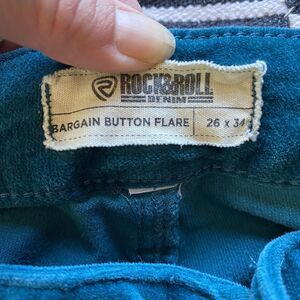 ROCK&ROLL
DENIM
BARGAIN BUTTON FLARE 26 x 34